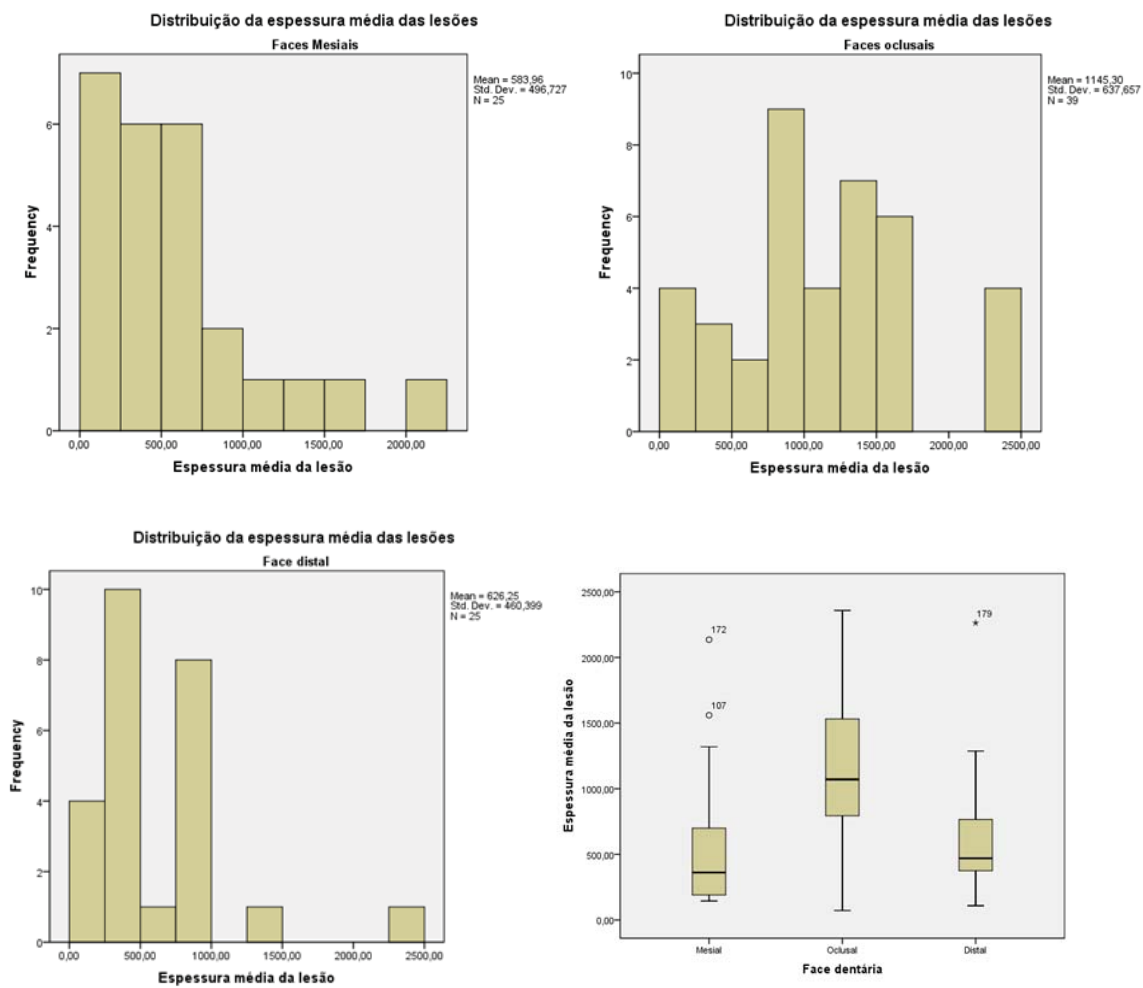 Distribuição da espessura média das lesões
Faces Mesiais
Mean = 583,96
Std. Dev. = 496,727
N = 25
6
4
2
0
Frequency
0,00 500,00 1000,00 1500,00 2000,00
Espessura média da lesão
Distribuição da espessura média das lesões
Faces oclusais
Mean = 1145,30
Std. Dev. = 637,657
N = 39
10
8
6
4
2
0
Frequency
0,00 500,00 1000,00 1500,00 2000,00 2500,00
Espessura média da lesão
Distribuição da espessura média das lesões
Face distal
Mean = 626,25
Std. Dev. = 460,399
N = 25
10
8
6
4
2
0
Frequency
0,00 500,00 1000,00 1500,00 2000,00 2500,00
Espessura média da lesão
2500,00
2000,00
1500,00
1000,00
500,00
0,00
Espessura média da lesão
172
107
179
Mesial Oclusal Distal
Face dentária